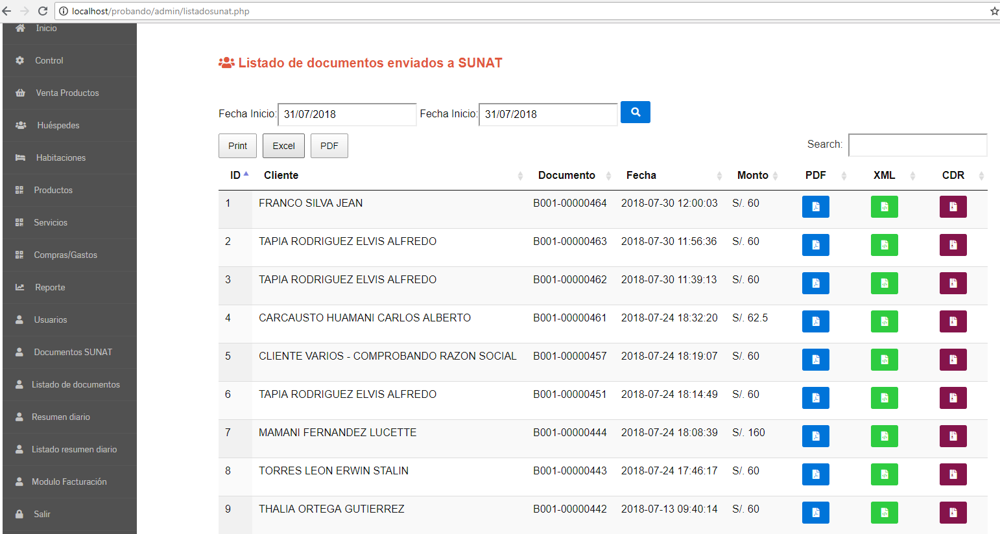 localhost/probando/admin/listadosunat.php
Inicio
Control
Venta Productos
Huéspedes
Habitaciones
Productos
Servicios
Compras/Gastos
Reporte
Usuarios
Documentos SUNAT
Listado de documentos
Resumen diario
Listado resumen diario
Modulo Facturación
Salir
Listado de documentos enviados a SUNAT
Fecha Inicio: 31/07/2018 Fecha Inicio: 31/07/2018
Print Excel PDF Search:
ID Cliente Documento Fecha Monto PDF XML CDR
1 FRANCO SILVA JEAN B001-00000464 2018-07-30 12:00:03 S/. 60
2 TAPIA RODRIGUEZ ELVIS ALFREDO B001-00000463 2018-07-30 11:56:36 S/. 60
3 TAPIA RODRIGUEZ ELVIS ALFREDO B001-00000462 2018-07-30 11:39:13 S/. 60
4 CARCAUSTO HUAMANI CARLOS ALBERTO B001-00000461 2018-07-24 18:32:20 S/. 62.5
5 CLIENTE VARIOS - COMPROBANDO RAZON SOCIAL B001-00000457 2018-07-24 18:19:07 S/. 60
6 TAPIA RODRIGUEZ ELVIS ALFREDO B001-00000451 2018-07-24 18:14:49 S/. 60
7 MAMANI FERNANDEZ LUCETTE B001-00000444 2018-07-24 18:08:39 S/. 160
8 TORRES LEON ERWIN STALIN B001-00000443 2018-07-24 17:46:17 S/. 60
9 THALIA ORTEGA GUTIERREZ B001-00000442 2018-07-13 09:40:14 S/. 60